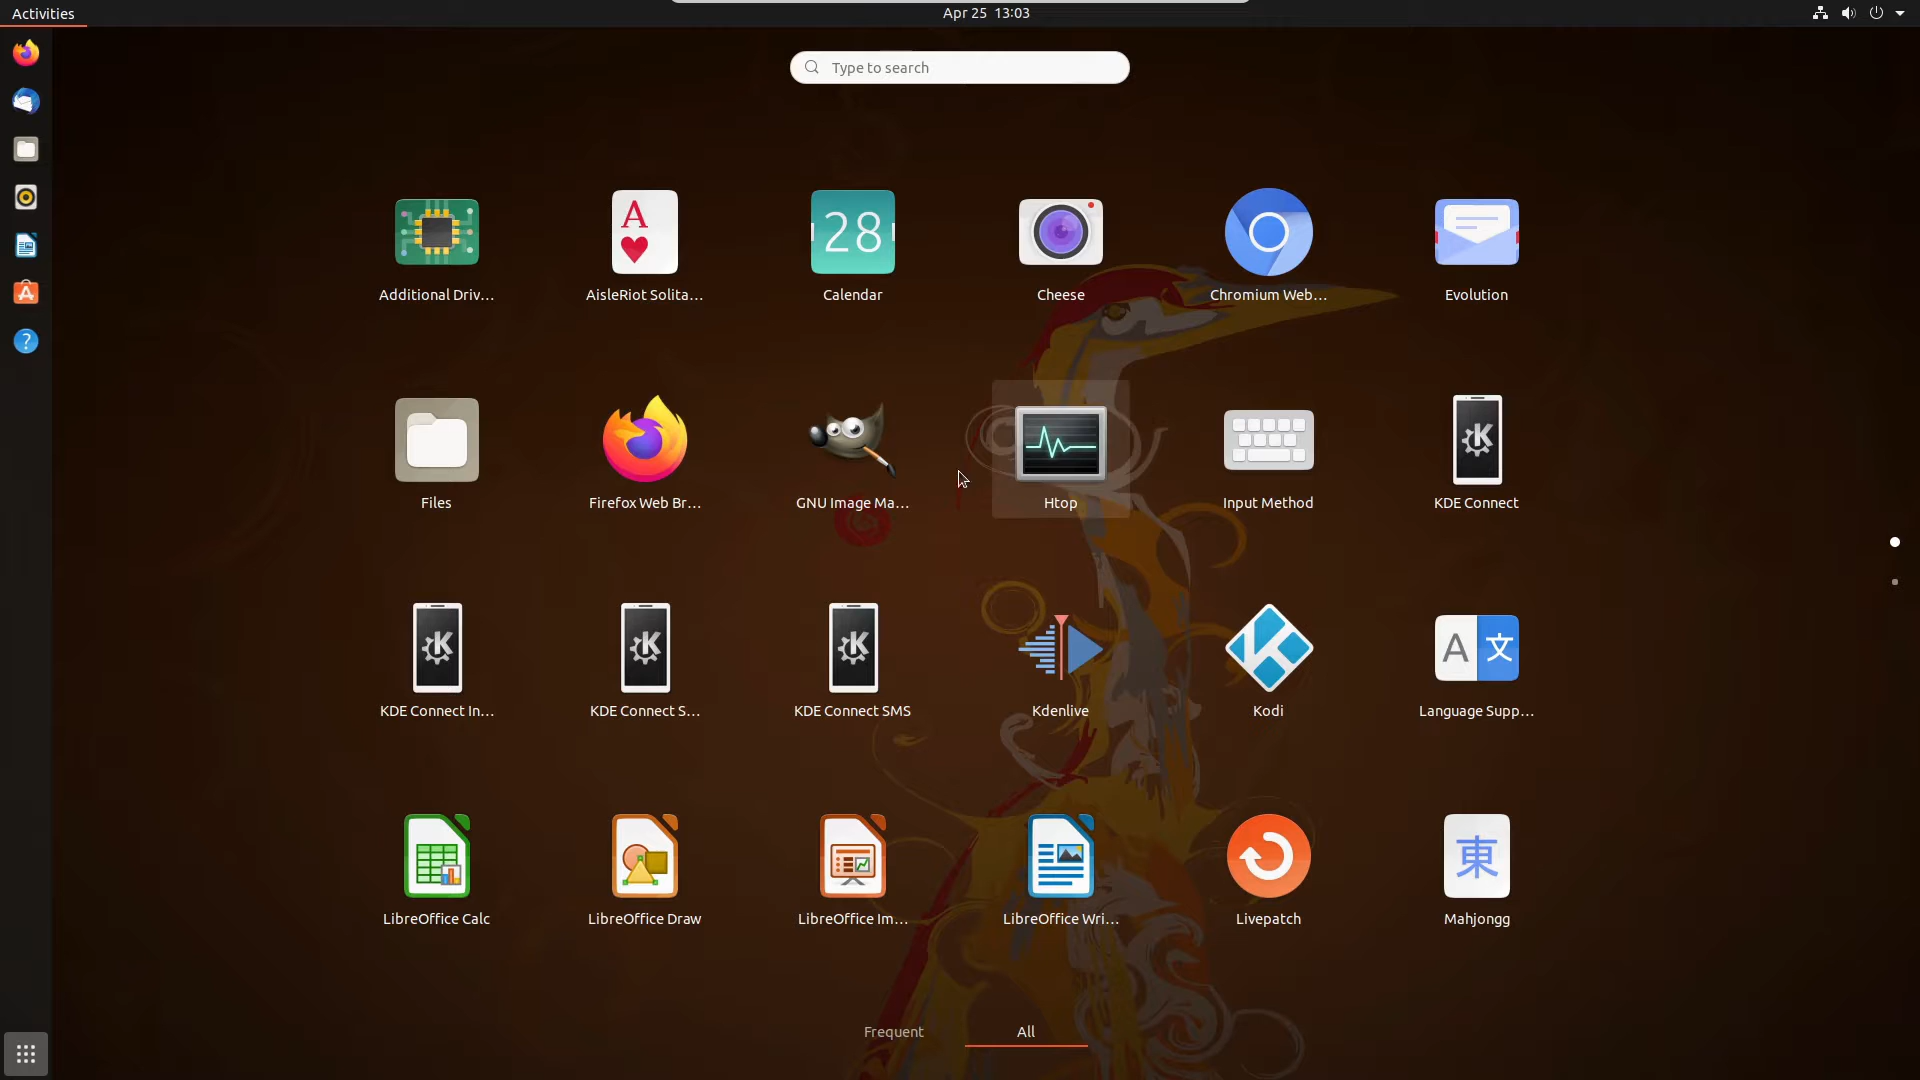 Activities
Apr 25 13:03
Type to search
Additional Driv...
AisleRiot Solita...
28
Calendar
Cheese
Chromium Web...
Evolution
Files
Firefox Web Br...
GNU Image Ma...
Htop
Input Method
KDE Connect
KDE Connect In...
KDE Connect S...
KDE Connect SMS
Kdenlive
Kodi
A 文
Language Supp...
LibreOffice Calc
LibreOffice Draw
LibreOffice Im...
LibreOffice Wri...
Livepatch
東
Mahjongg
Frequent
All